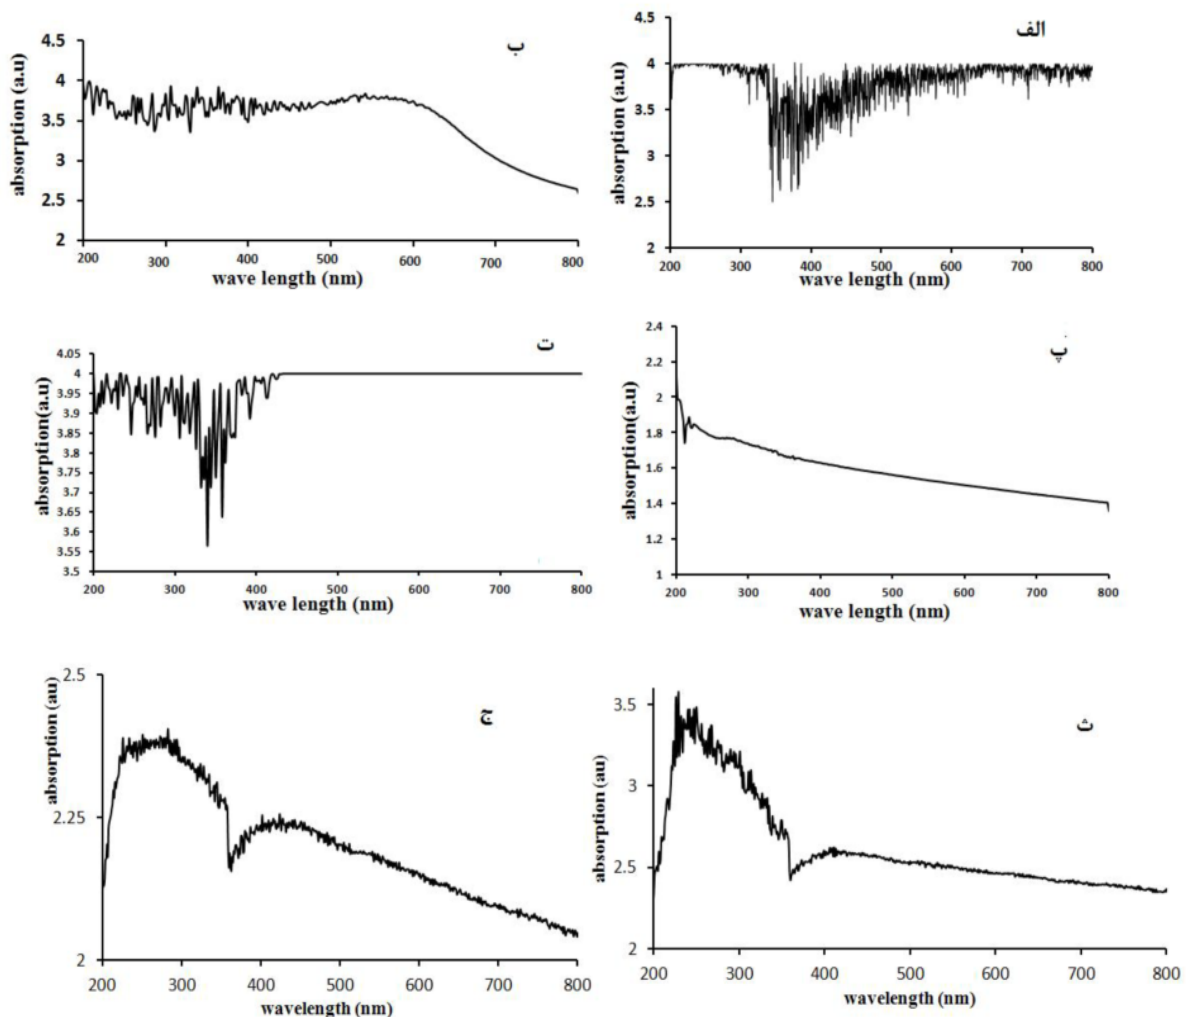 ب
absorption (a.u)
4.5
4
3.5
3
2.5
2
200 300 400 500 600 700 800
wave length (nm)
الف
absorption (a.u)
4.5
4
3.5
3
2.5
2
200 300 400 500 600 700 800
wave length (nm)
ت
absorption(a.u)
4.05
4
3.95
3.9
3.85
3.8
3.75
3.7
3.65
3.6
3.55
3.5
200 300 400 500 600 700 800
wave length (nm)
پ
absorption(a.u)
2.4
2.2
2
1.8
1.6
1.4
1.2
1
200 300 400 500 600 700 800
wave length (nm)
ج
absorption (au)
2.5
2.25
2
200 300 400 500 600 700 800
wavelength (nm)
ث
absorption (au)
3.5
3
2.5
2
200 300 400 500 600 700 800
wavelength (nm)